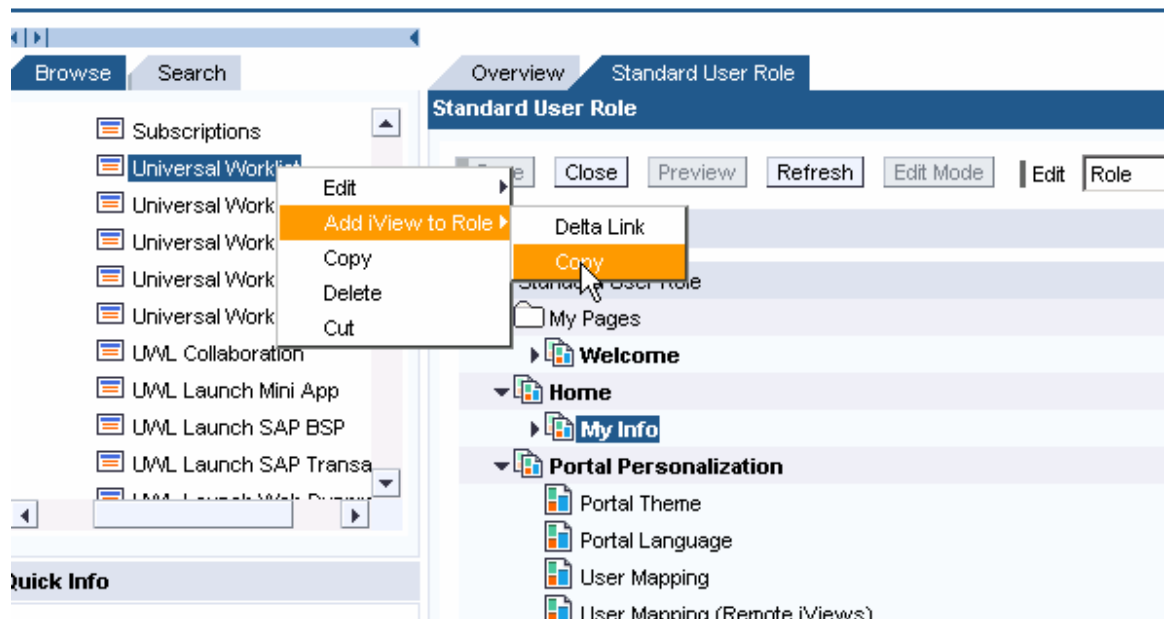 Browse
Search
Subscriptions
Universal Worklist
Universal Work
Universal Work
Universal Work
Universal Work
UWL Collaboration
UWL Launch Mini App
UWL Launch SAP BSP
UWL Launch SAP Transa
Quick Info
Edit
Add iView to Role
Copy
Delete
Cut
Delta Link
Copy
Overview
Standard User Role
Standard User Role
Close
Preview
Refresh
Edit Mode
Edit
Role
Standard User Role
My Pages
Welcome
Home
My Info
Portal Personalization
Portal Theme
Portal Language
User Mapping
User Mapping (Remote iViews)